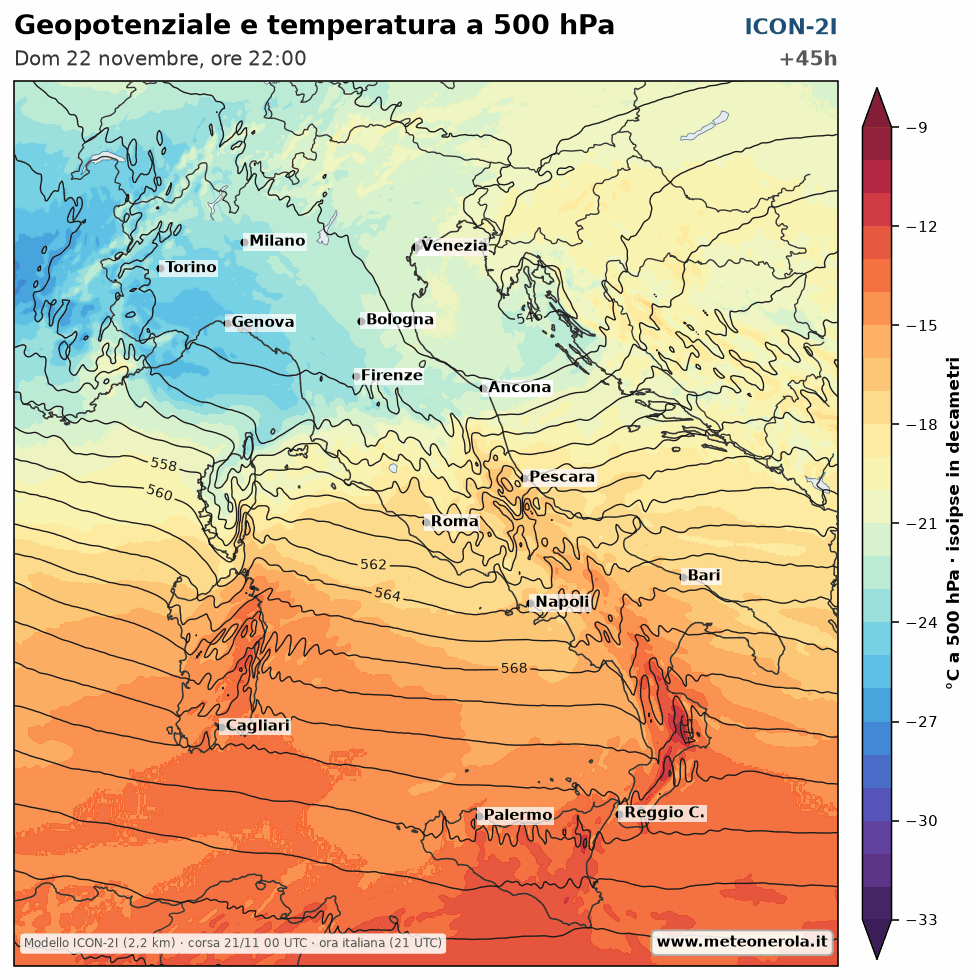 Geopotenziale e temperatura a 500 hPa
ICON-2I
Dom 22 novembre, ore 22:00
+45h
Milano
Venezia
Torino
546
Genova
Bologna
Firenze
Ancona
558
560
Pescara
Roma
562
Bari
564
Napoli
568
Cagliari
Palermo
Reggio C.
Modello ICON-2I (2,2 km) · corsa 21/11 00 UTC · ora italiana (21 UTC)
www.meteonerola.it
−9
−12
−15
−18
−21
−24
−27
−30
−33
°C a 500 hPa · isoipse in decametri